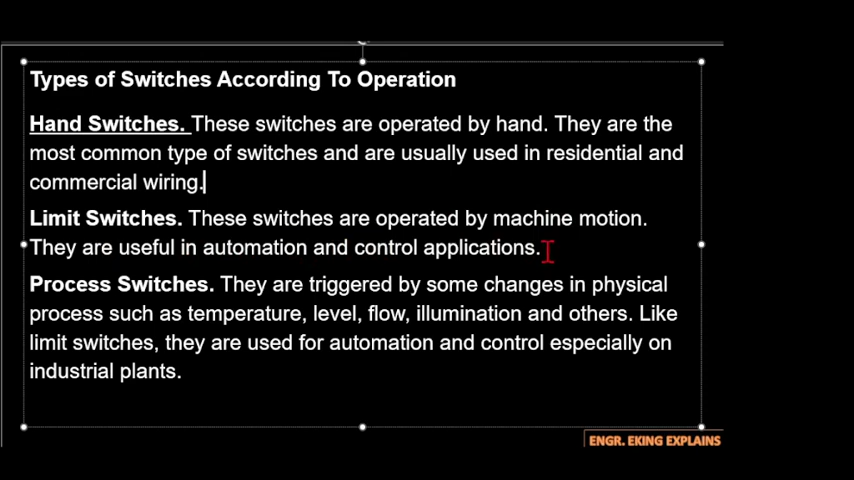 Types of Switches According To Operation
Hand Switches. These switches are operated by hand. They are the
most common type of switches and are usually used in residential and
commercial wiring.
Limit Switches. These switches are operated by machine motion.
They are useful in automation and control applications.
Process Switches. They are triggered by some changes in physical
process such as temperature, level, flow, illumination and others. Like
limit switches, they are used for automation and control especially on
industrial plants.
ENGR. EKING EXPLAINS